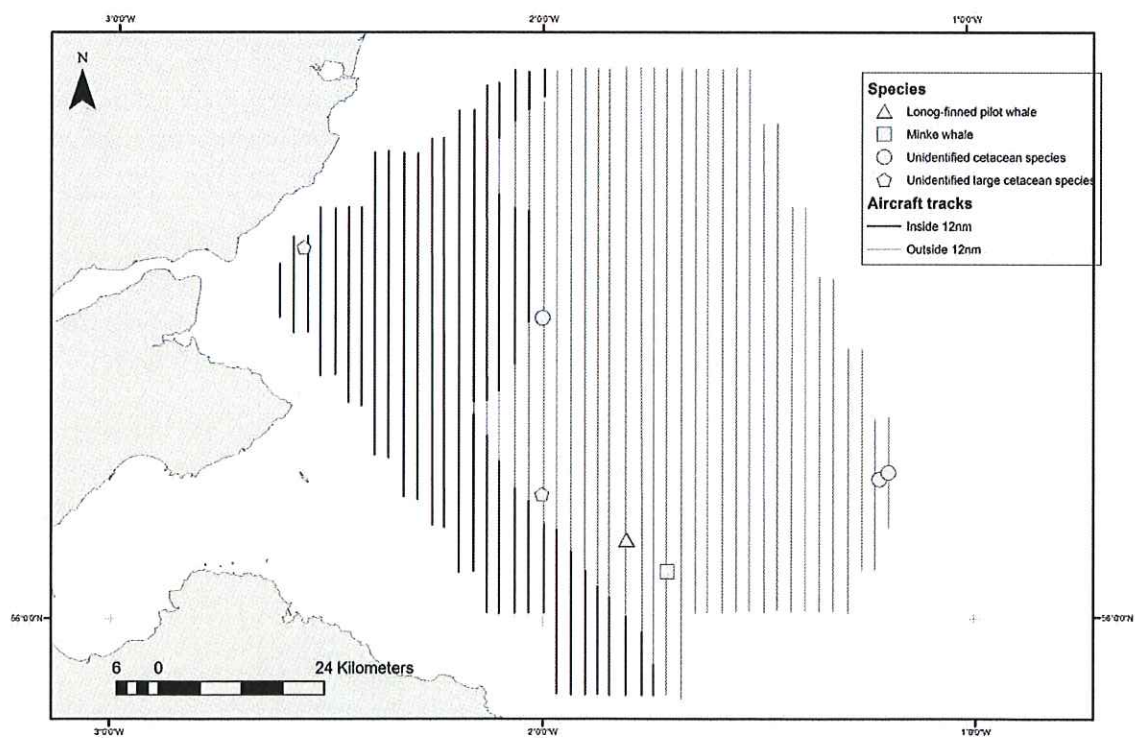 3°0'0"W 2°0'0"W 1°0'0"W
N
Species
Lonog-finned pilot whale
Minke whale
Unidentified cetacean species
Unidentified large cetacean species
Aircraft tracks
Inside 12nm
Outside 12nm
56°0'0"N 56°0'0"N
6 0 24 Kilometers
3°0'0"W 2°0'0"W 1°0'0"W